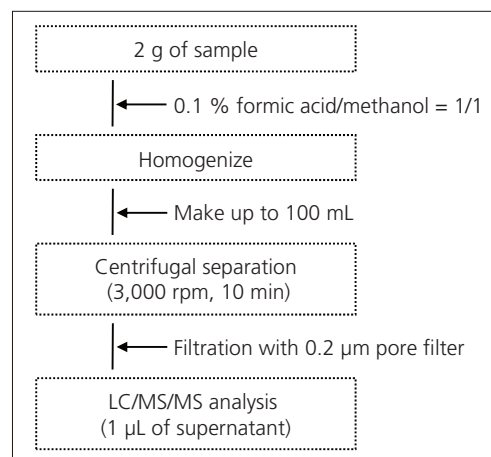 2 g of sample
0.1 % formic acid/methanol = 1/1
Homogenize
Make up to 100 mL
Centrifugal separation
(3,000 rpm, 10 min)
Filtration with 0.2 µm pore filter
LC/MS/MS analysis
(1 µL of supernatant)